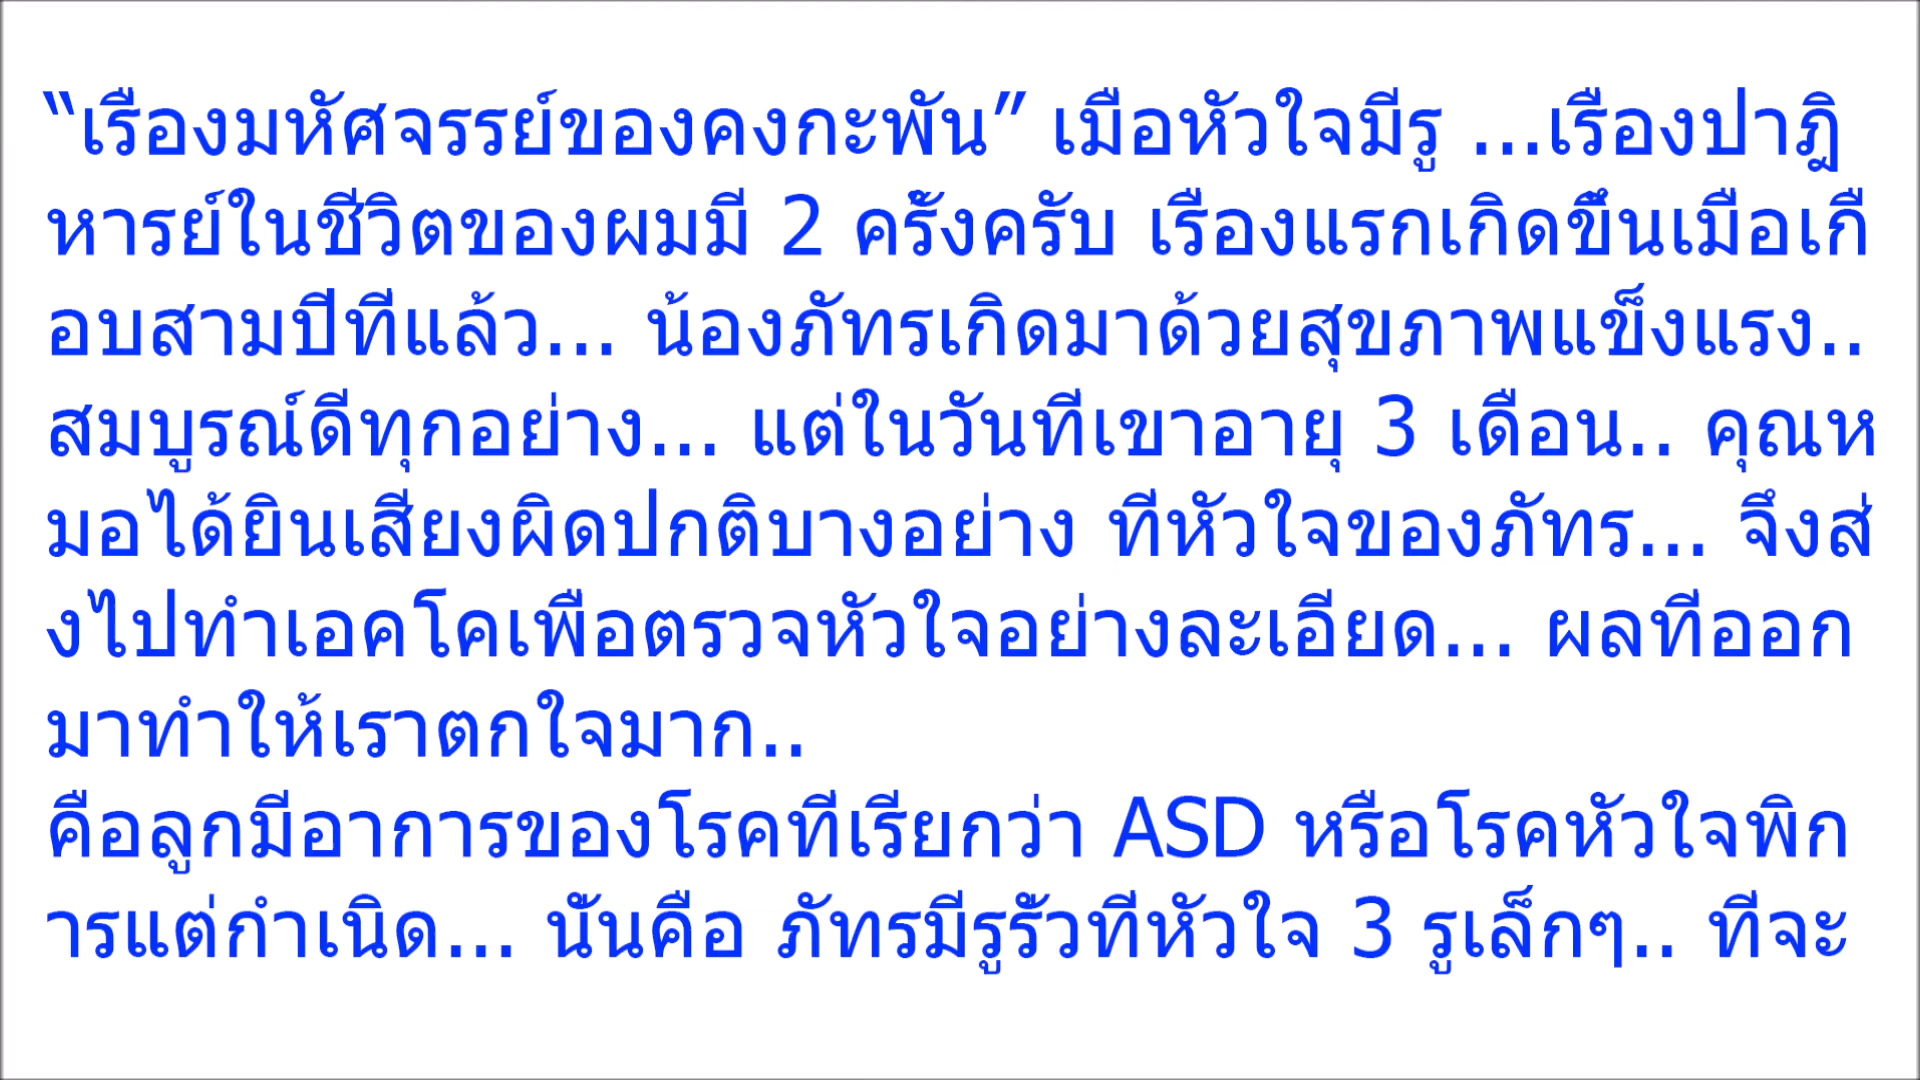 “เรื่องมหัศจรรย์ของคงกะพัน” เมื่อหัวใจมีรู ...เรื่องปาฎิ
หารย์ในชีวิตของผมมี 2 ครั้งครับ เรื่องแรกเกิดขึ้นเมื่อเกื
อบสามปีที่แล้ว... น้องภัทรเกิดมาด้วยสุขภาพแข็งแรง..
สมบูรณ์ดีทุกอย่าง... แต่ในวันที่เขาอายุ 3 เดือน.. คุณห
มอได้ยินเสียงผิดปกติบางอย่าง ที่หัวใจของภัทร... จึงส่
งไปทำเอคโคเพื่อตรวจหัวใจอย่างละเอียด... ผลที่ออก
มาทำให้เราตกใจมาก..
คือลูกมีอาการของโรคที่เรียกว่า ASD หรือโรคหัวใจพิก
ารแต่กำเนิด... นั่นคือ ภัทรมีรูรั่วที่หัวใจ 3 รูเล็กๆ.. ที่จะ